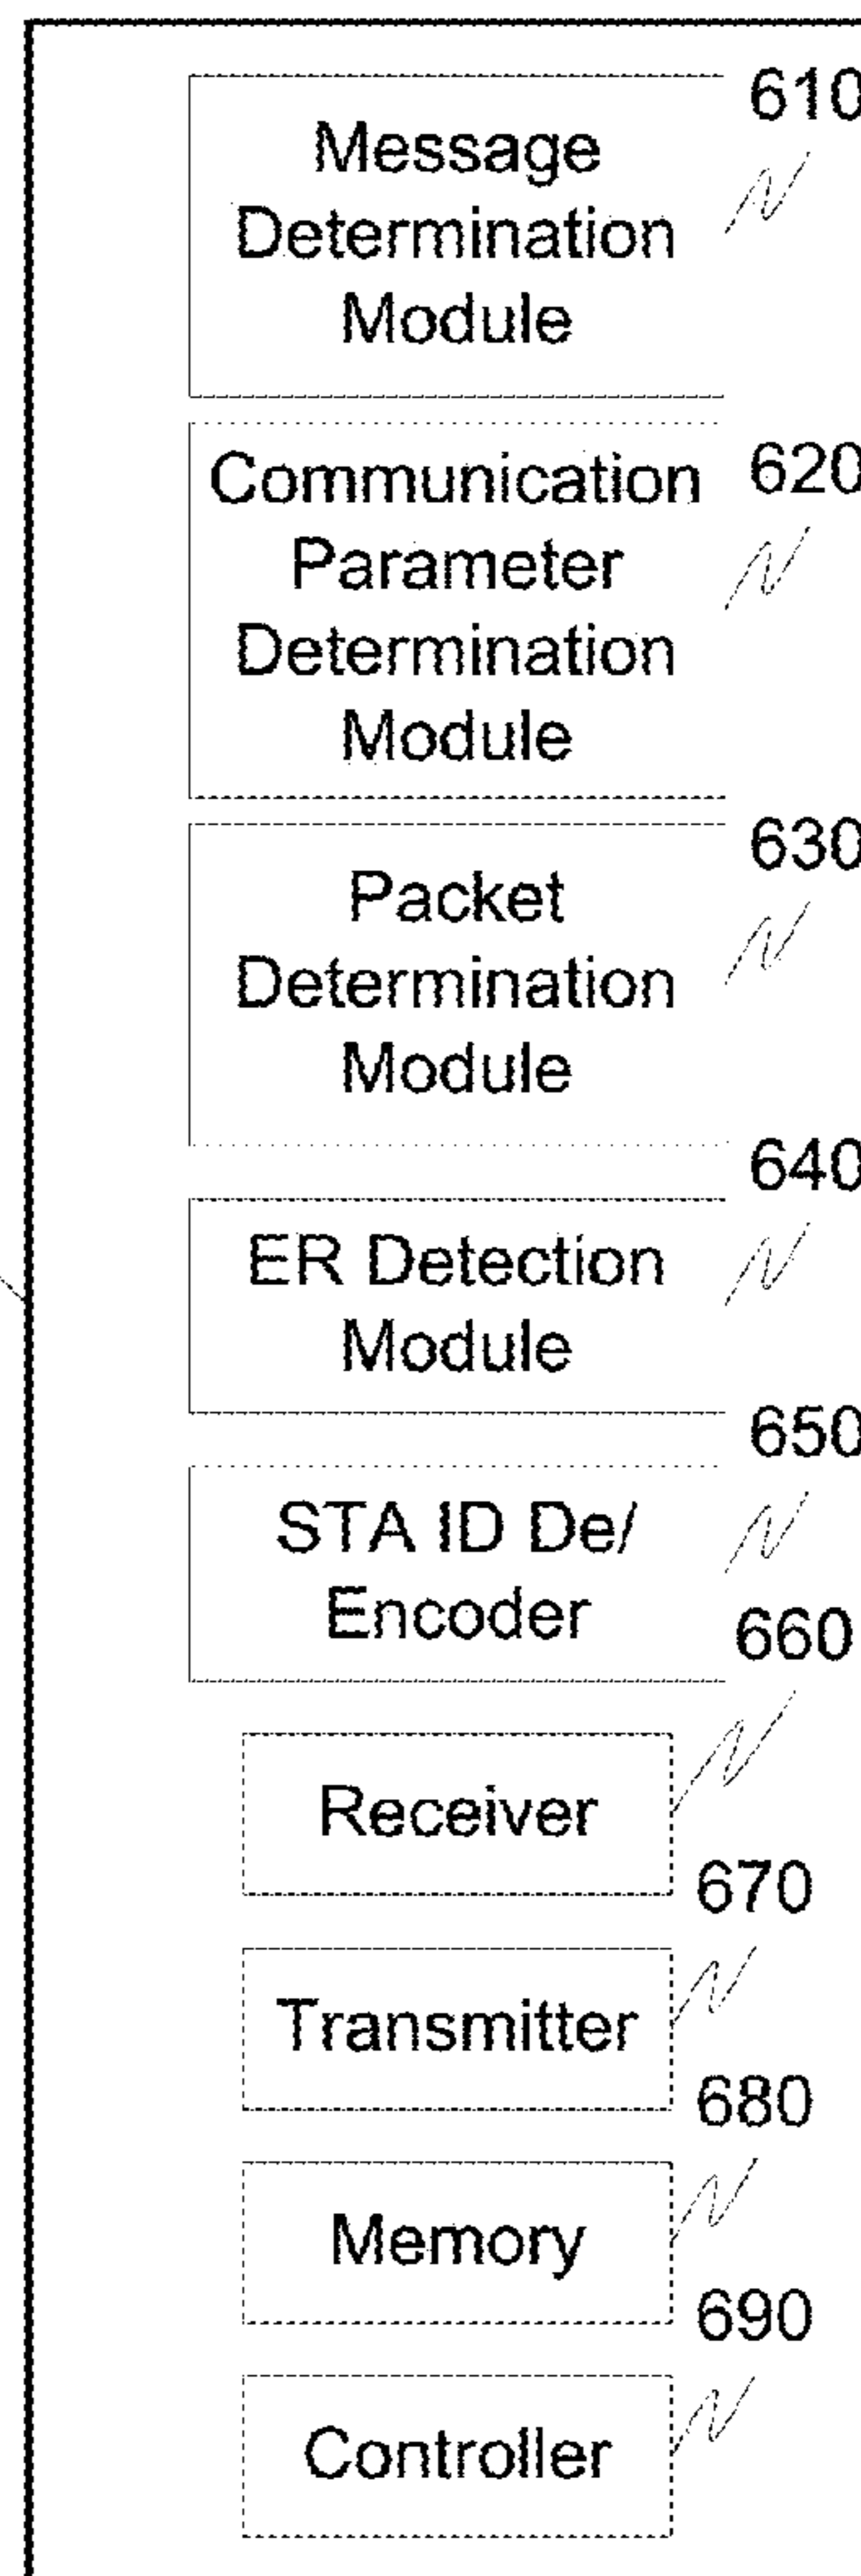 610
Message
Determination
Module
620
Communication
Parameter
Determination
Module
630
Packet
Determination
Module
640
ER Detection
Module
650
STA ID De/
Encoder
660
Receiver
670
Transmitter
680
Memory
690
Controller